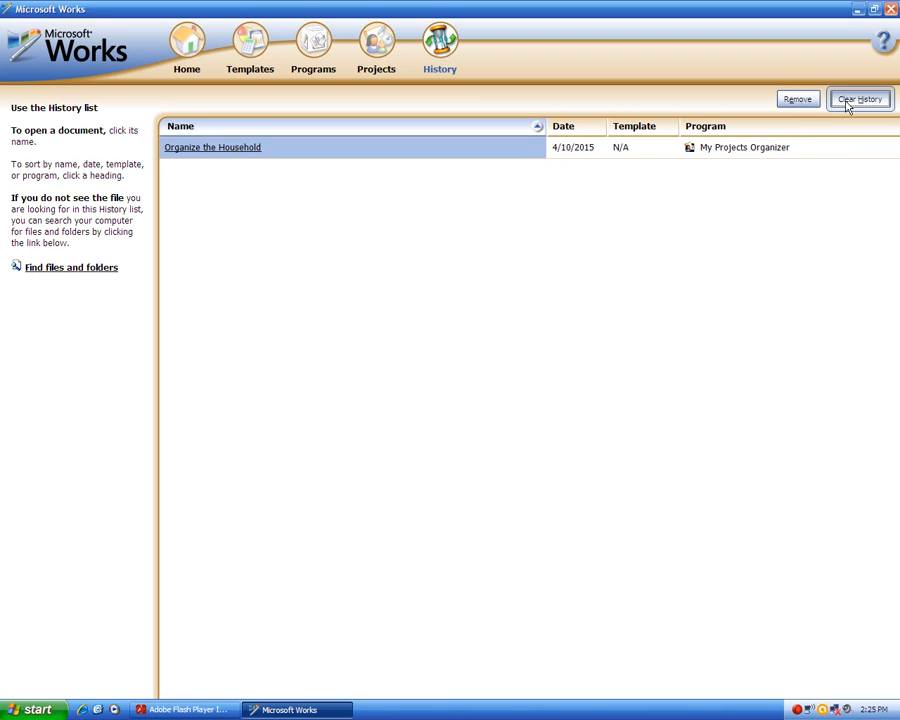 Microsoft Works
Microsoft
Works
Home
Templates
Programs
Projects
History
?
Use the History list
Remove
Clear History
To open a document, click its
name.
To sort by name, date, template,
or program, click a heading.
If you do not see the file you
are looking for in this History list,
you can search your computer
for files and folders by clicking
the link below.
Find files and folders
Name
Date
Template
Program
Organize the Household
4/10/2015
N/A
My Projects Organizer
start
Adobe Flash Player I...
Microsoft Works
2:25 PM